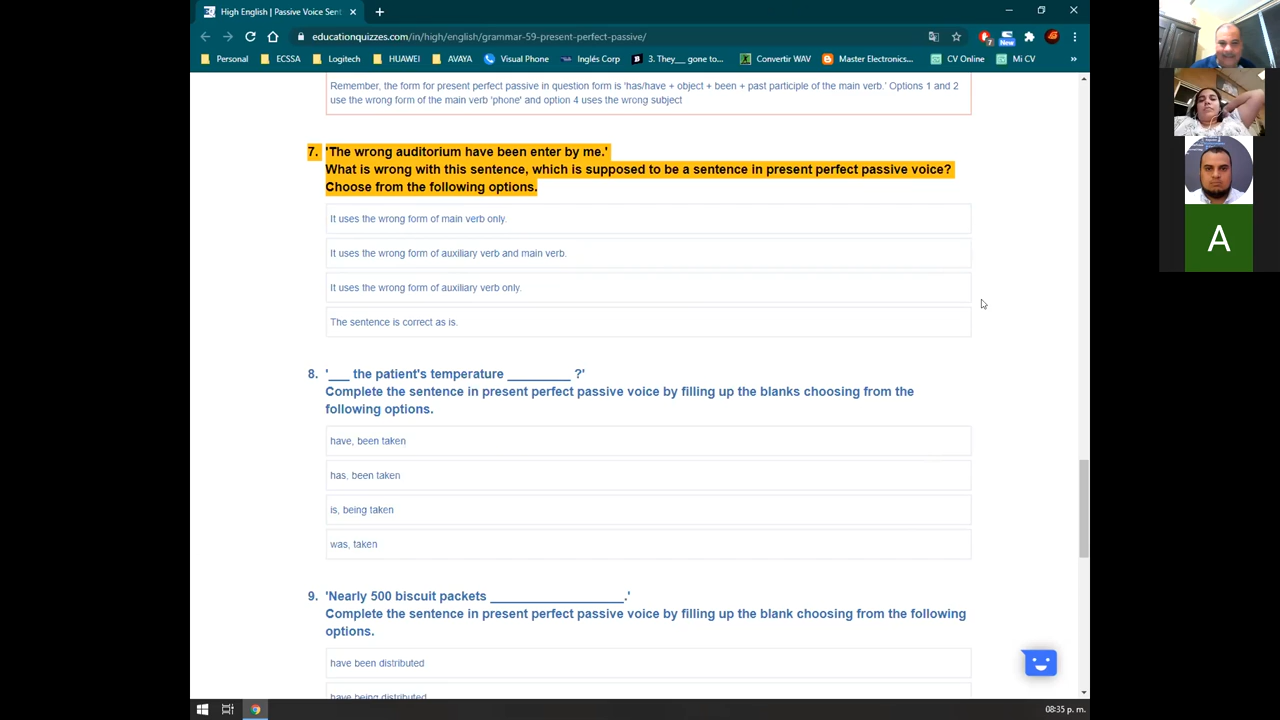 High English | Passive Voice Sent
educationquizzes.com/in/high/english/grammar-59-present-perfect-passive/
7
New
Personal
ECSSA
Logitech
HUAWEI
AVAYA
Visual Phone
Inglés Corp
3. They___ gone to...
Convertir WAV
Master Electronics...
CV Online
Mi CV
»
Remember, the form for present perfect passive in question form is 'has/have + object + been + past participle of the main verb.' Options 1 and 2
use the wrong form of the main verb 'phone' and option 4 uses the wrong subject
7. 'The wrong auditorium have been enter by me.'
What is wrong with this sentence, which is supposed to be a sentence in present perfect passive voice?
Choose from the following options.
It uses the wrong form of main verb only.
It uses the wrong form of auxiliary verb and main verb.
It uses the wrong form of auxiliary verb only.
The sentence is correct as is.
8. '___ the patient's temperature _________ ?'
Complete the sentence in present perfect passive voice by filling up the blanks choosing from the
following options.
have, been taken
has, been taken
is, being taken
was, taken
9. 'Nearly 500 biscuit packets ___________________.'
Complete the sentence in present perfect passive voice by filling up the blank choosing from the following
options.
have been distributed
have being distributed
A
08:35 p. m.